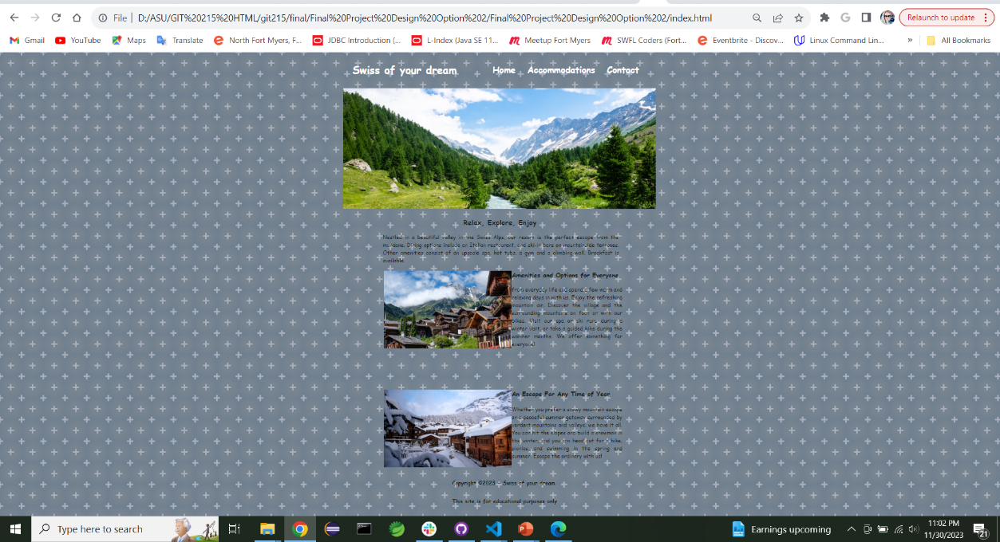 File | D:/ASU/GIT%20215%20HTML/git215/final/Final%20Project%20Design%20Option%202/Final%20Project%20Design%20Option%202/index.html
Relaunch to update
Gmail YouTube Maps Translate North Fort Myers, F... JDBC Introduction (... L-Index (Java SE 11... Meetup Fort Myers SWFL Coders (Fort... Eventbrite - Discov... Linux Command Lin... » All Bookmarks
Swiss of your dream Home Accommodations Contact
Relax, Explore, Enjoy
Nestled in a beautiful valley in the Swiss Alps, our resort is the perfect escape from the
mundane. Dining options include an Italian restaurant, and ski-in bars on mountainside terraces.
Other amenities consist of an upscale spa, hot tubs, a gym and a climbing wall. Breakfast is
available.
Amenities and Options for Everyone
from everyday life and spend a few warm and
relaxing days in with us. Enjoy the refreshing
mountain air. Discover the village and the
surrounding mountains on foot or with our
bikes. Visit our spa or ski runs during a
winter visit, or take a guided hike during the
warmer months. We offer something for
everyone!
An Escape For Any Time of Year
Whether you prefer a snowy mountain escape
or a peaceful summer getaway surrounded by
verdant mountains and valleys, we have it all.
You can hit the slopes and build a snowman in
the winter, and you can head out for a hike,
picnics, and swimming in the spring and
summer. Escape the ordinary with us!
Copyright ©2023 - Swiss of your dream
This site is for educational purposes only
Type here to search
Earnings upcoming
11:02 PM
11/30/2023
21